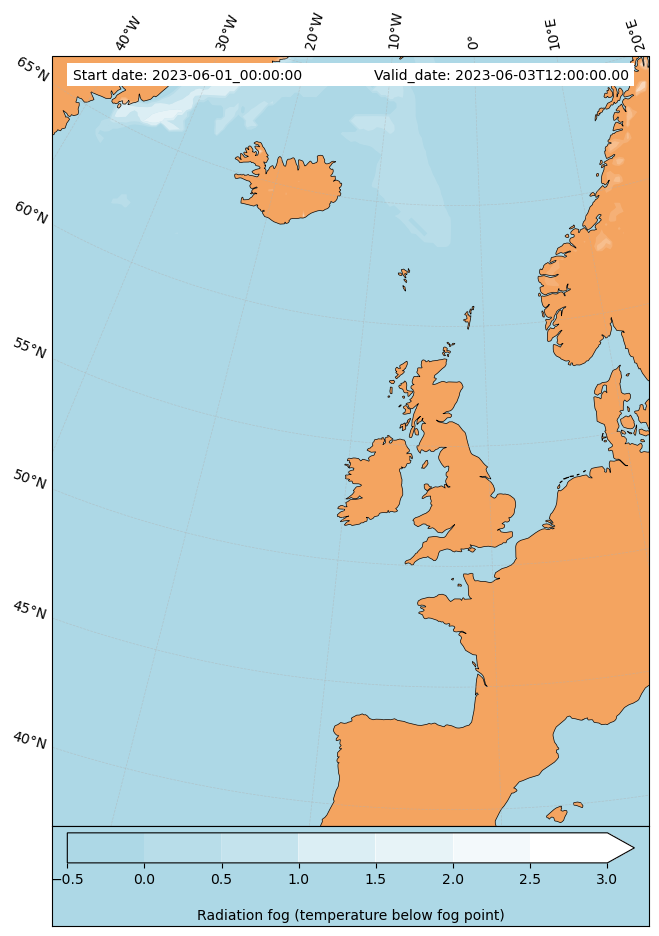 40°W 30°W 20°W 10°W 0° 10°E 20°E
65°N
Start date: 2023-06-01_00:00:00 Valid_date: 2023-06-03T12:00:00.00
60°N
55°N
50°N
45°N
40°N
−0.5 0.0 0.5 1.0 1.5 2.0 2.5 3.0
Radiation fog (temperature below fog point)